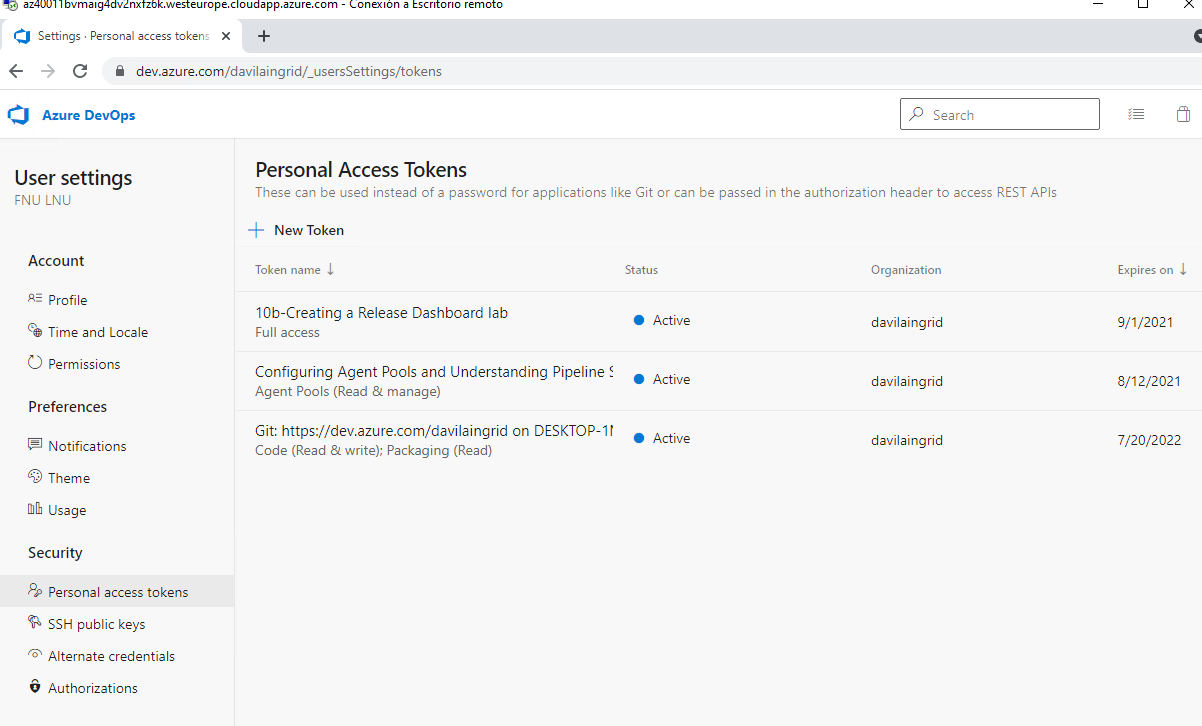 az40011bvmaig4dv2nxfz6k.westeurope.cloudapp.azure.com - Conexión a Escritorio remoto
Settings · Personal access tokens
dev.azure.com/davilaingrid/_usersSettings/tokens
Azure DevOps
Search
User settings
FNU LNU
Account
Profile
Time and Locale
Permissions
Preferences
Notifications
Theme
Usage
Security
Personal access tokens
SSH public keys
Alternate credentials
Authorizations
Personal Access Tokens
These can be used instead of a password for applications like Git or can be passed in the authorization header to access REST APIs
New Token
Token name Status Organization Expires on
10b-Creating a Release Dashboard lab Active davilaingrid 9/1/2021
Full access
Configuring Agent Pools and Understanding Pipeline S Active davilaingrid 8/12/2021
Agent Pools (Read & manage)
Git: https://dev.azure.com/davilaingrid on DESKTOP-1 Active davilaingrid 7/20/2022
Code (Read & write); Packaging (Read)